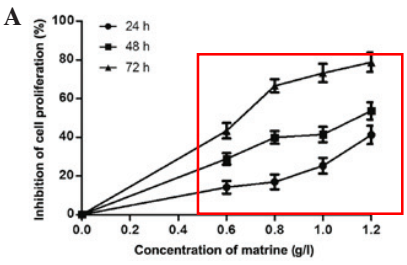 A
100
80
60
40
20
0
0.0 0.2 0.4 0.6 0.8 1.0 1.2
Inhibition of cell proliferation (%)
Concentration of matrine (g/l)
24 h
48 h
72 h